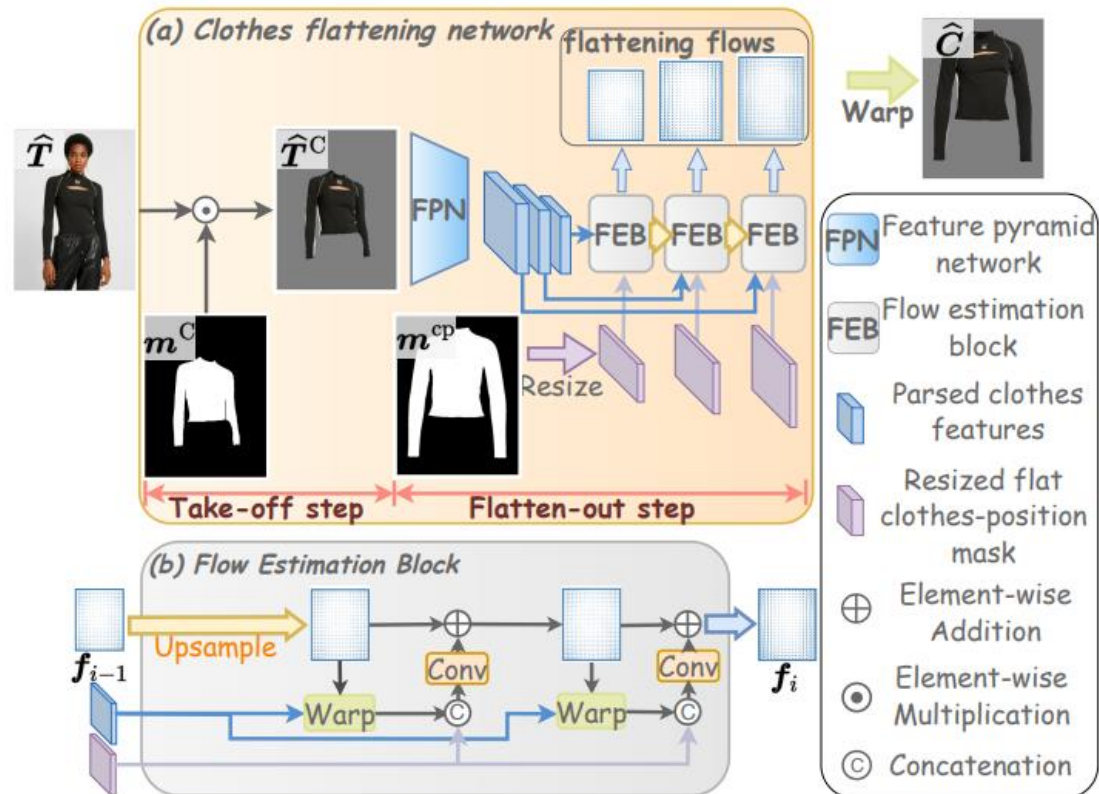 (a) Clothes flattening network
flattening flows
Ĉ
Warp
T̂
T̂ᶜ
FPN
FEB
FEB
FEB
mᶜ
mᶜᵖ
Resize
Take-off step
Flatten-out step
FPN
Feature pyramid
network
FEB
Flow estimation
block
Parsed clothes
features
Resized flat
clothes-position
mask
Element-wise
Addition
Element-wise
Multiplication
C
Concatenation
(b) Flow Estimation Block
Upsample
fᵢ₋₁
Conv
Conv
fᵢ
Warp
C
Warp
C